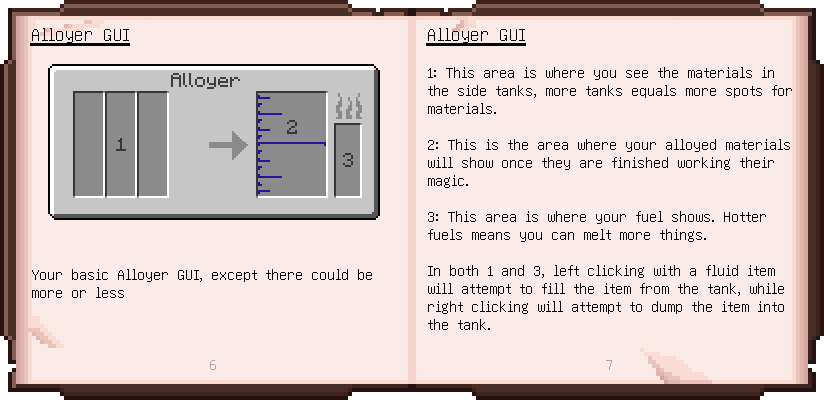 Alloyer GUI
Alloyer
1
2
3
Your basic Alloyer GUI, except there could be
more or less
6
Alloyer GUI
1: This area is where you see the materials in
the side tanks, more tanks equals more spots for
materials.
2: This is the area where your alloyed materials
will show once they are finished working their
magic.
3: This area is where your fuel shows. Hotter
fuels means you can melt more things.
In both 1 and 3, left clicking with a fluid item
will attempt to fill the item from the tank, while
right clicking will attempt to dump the item into
the tank.
7